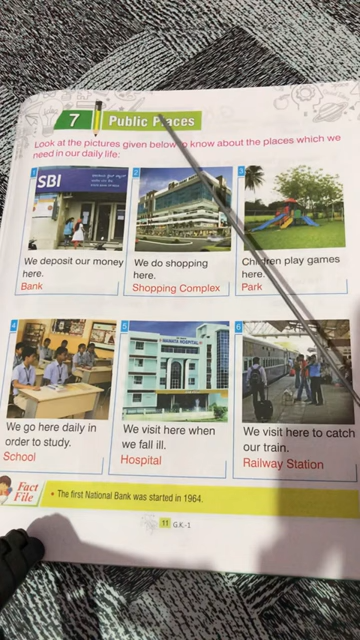 7 Public Places
Look at the pictures given below to know about the places which we
need in our daily life:
1
SBI
We deposit our money
here.
Bank
2
We do shopping
here.
Shopping Complex
3
Children play games
here.
Park
4
We go here daily in
order to study.
School
5
HOSPITAL
We visit here when
we fall ill.
Hospital
6
We visit here to catch
our train.
Railway Station
Fact
File
• The first National Bank was started in 1964.
11 G.K.-1